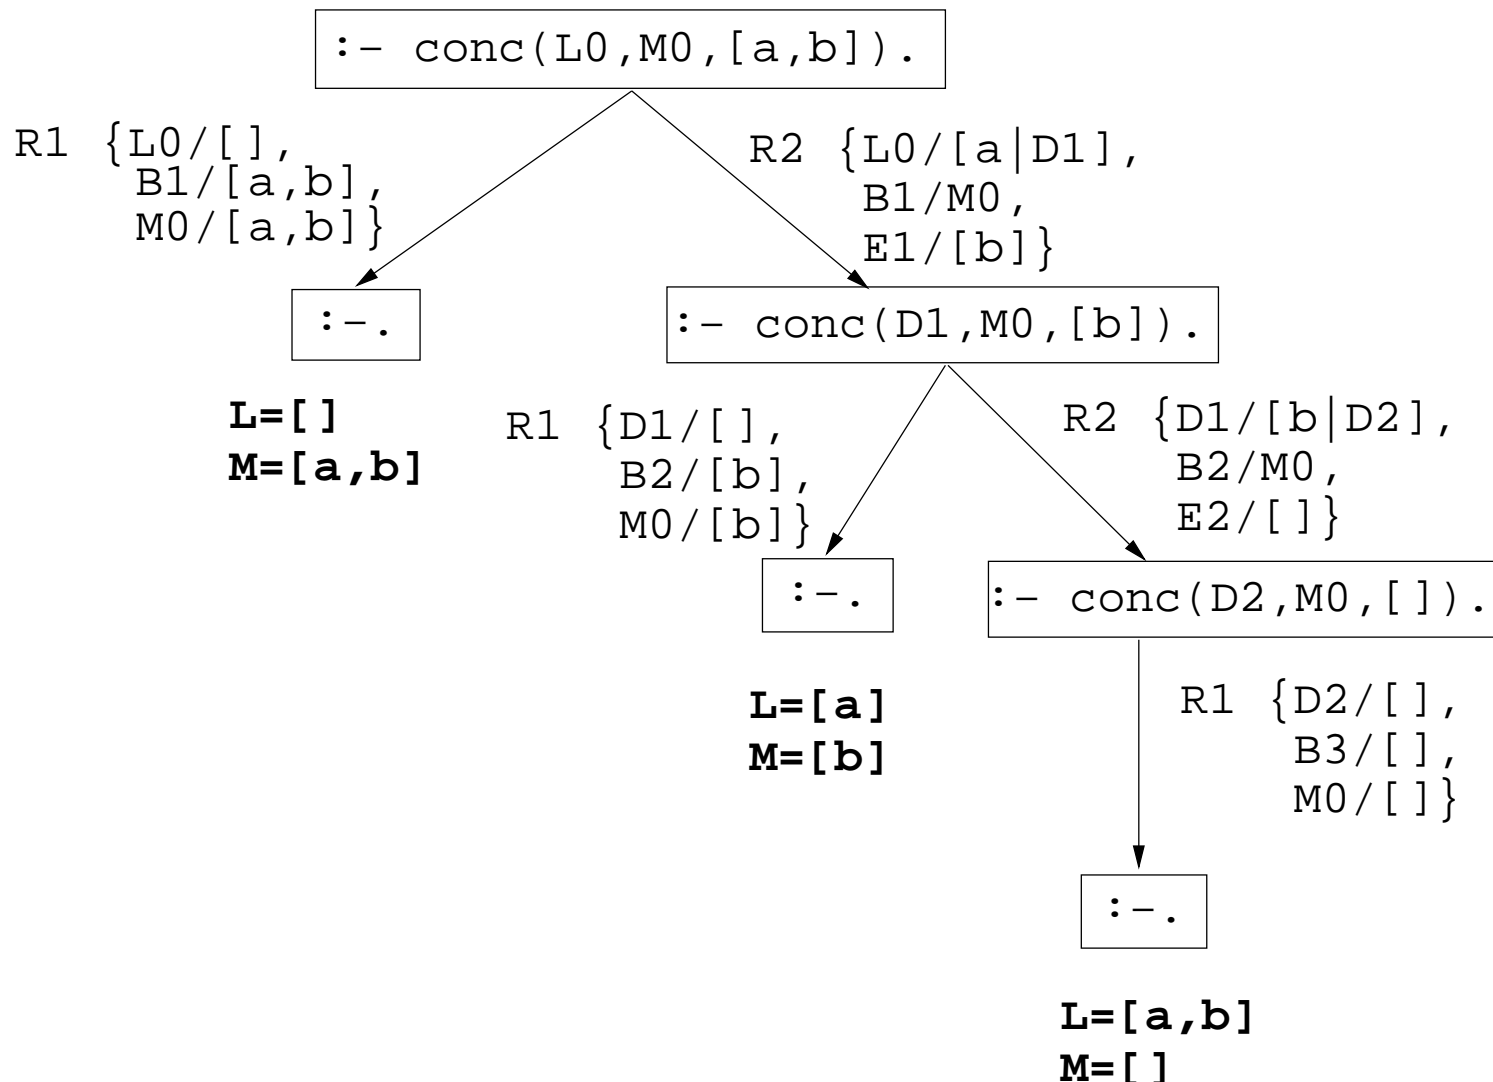 :- conc(L0,M0,[a,b]).
R1 {L0/[],
B1/[a,b],
M0/[a,b]}
R2 {L0/[a|D1],
B1/M0,
E1/[b]}
:-.
L=[]
M=[a,b]
:- conc(D1,M0,[b]).
R1 {D1/[],
B2/[b],
M0/[b]}
R2 {D1/[b|D2],
B2/M0,
E2/[]}
:-.
L=[a]
M=[b]
:- conc(D2,M0,[]).
R1 {D2/[],
B3/[],
M0/[]}
:-.
L=[a,b]
M=[]